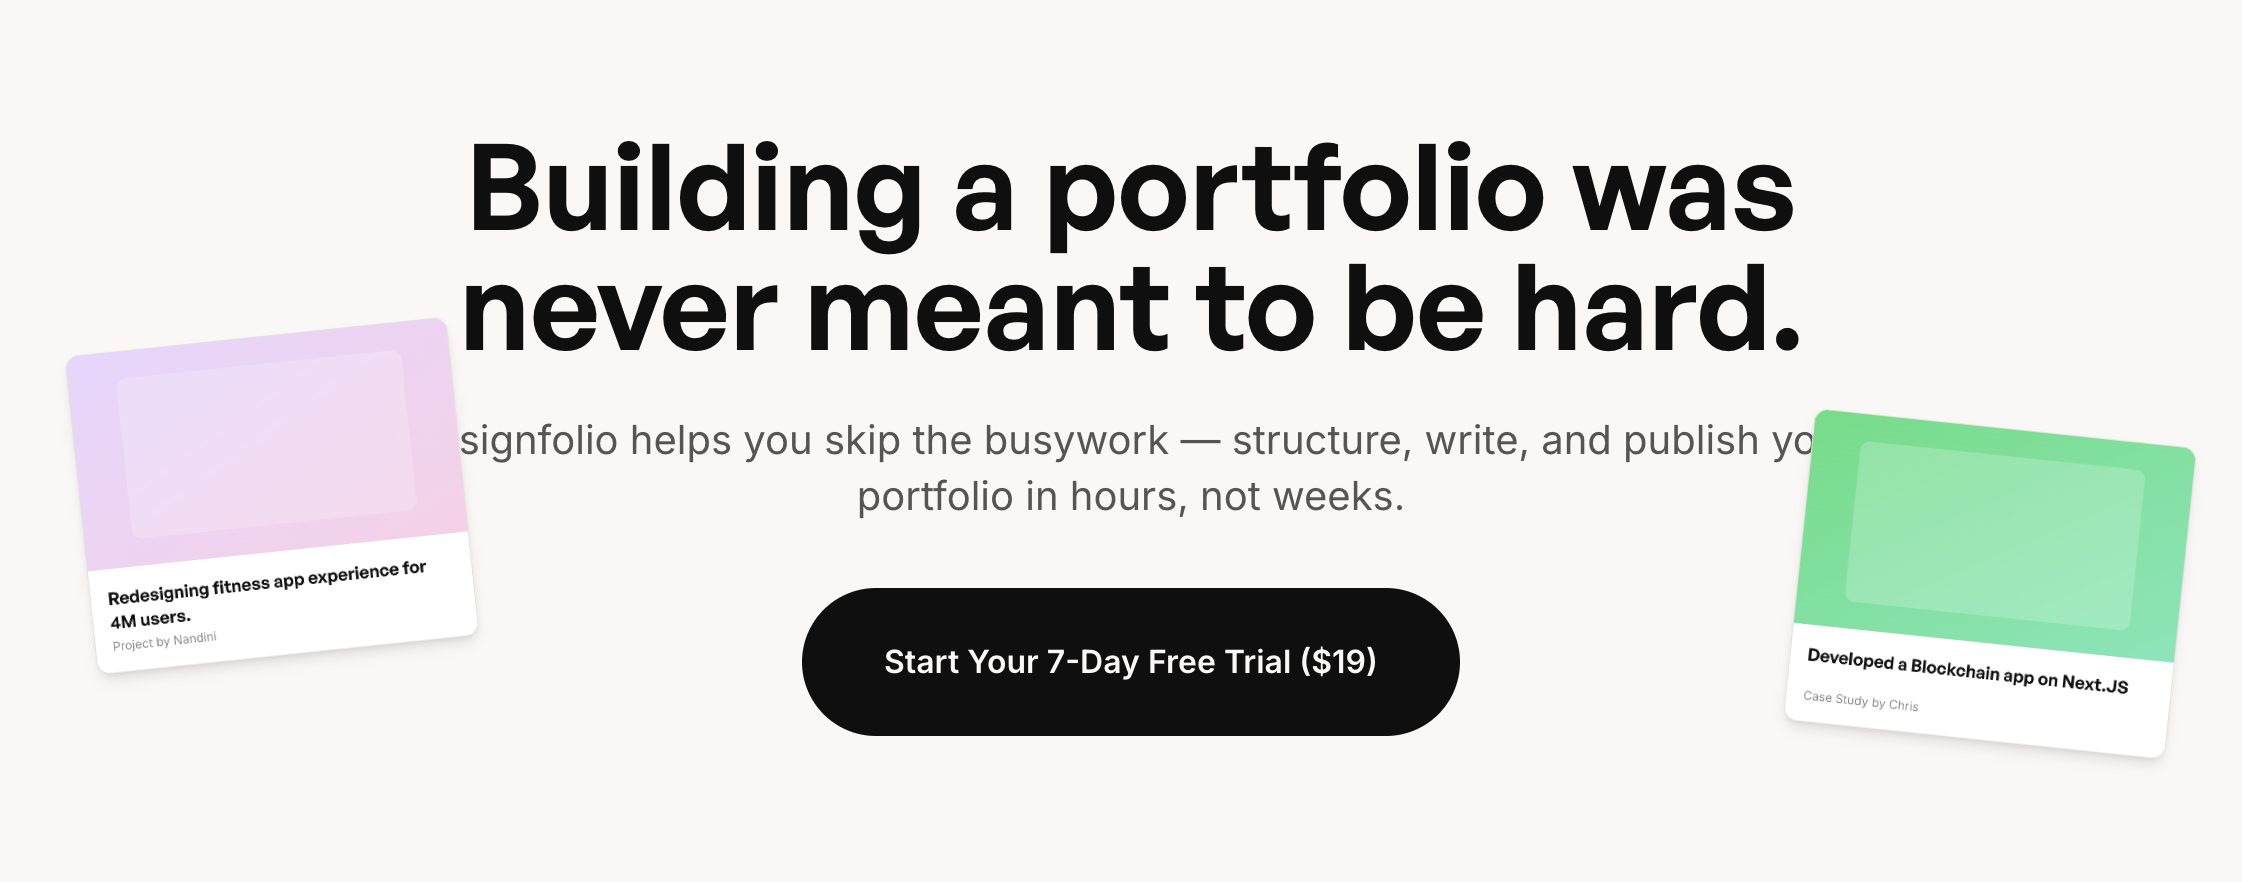 Building a portfolio was
never meant to be hard.
signfolio helps you skip the busywork — structure, write, and publish yo
portfolio in hours, not weeks.
Start Your 7-Day Free Trial ($19)
Redesigning fitness app experience for
4M users.
Project by Nandini
Developed a Blockchain app on Next.JS
Case Study by Chris